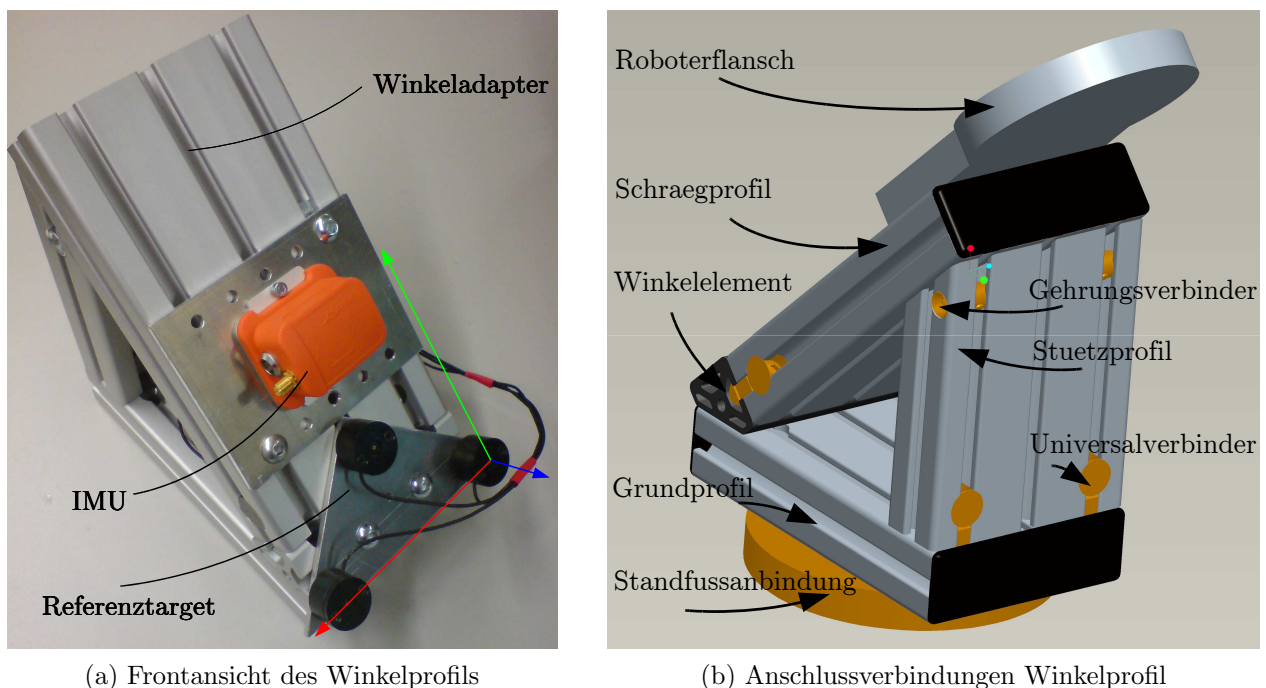 Winkeladapter
IMU
Referenztarget
(a) Frontansicht des Winkelprofils
Roboterflansch
Schraegprofil
Winkelelement
Gehrungsverbinder
Stuetzprofil
Universalverbinder
Grundprofil
Standfussanbindung
(b) Anschlussverbindungen Winkelprofil